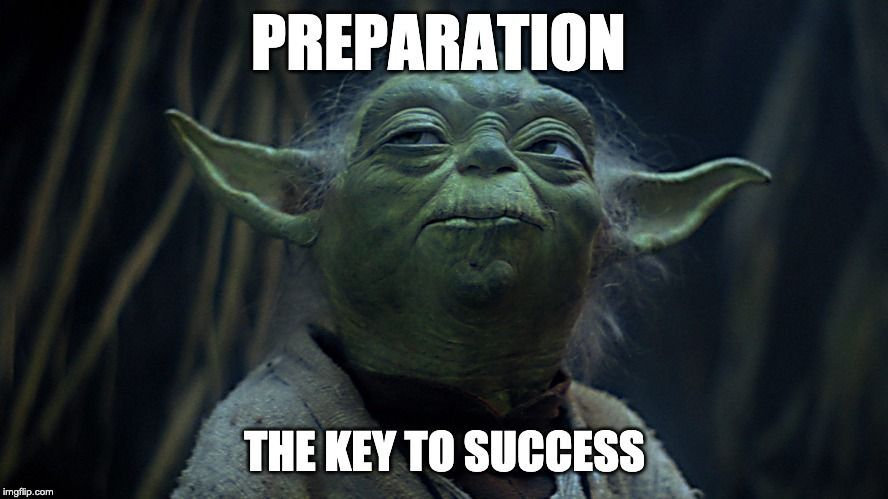 PREPARATION
THE KEY TO SUCCESS
imgflip.com